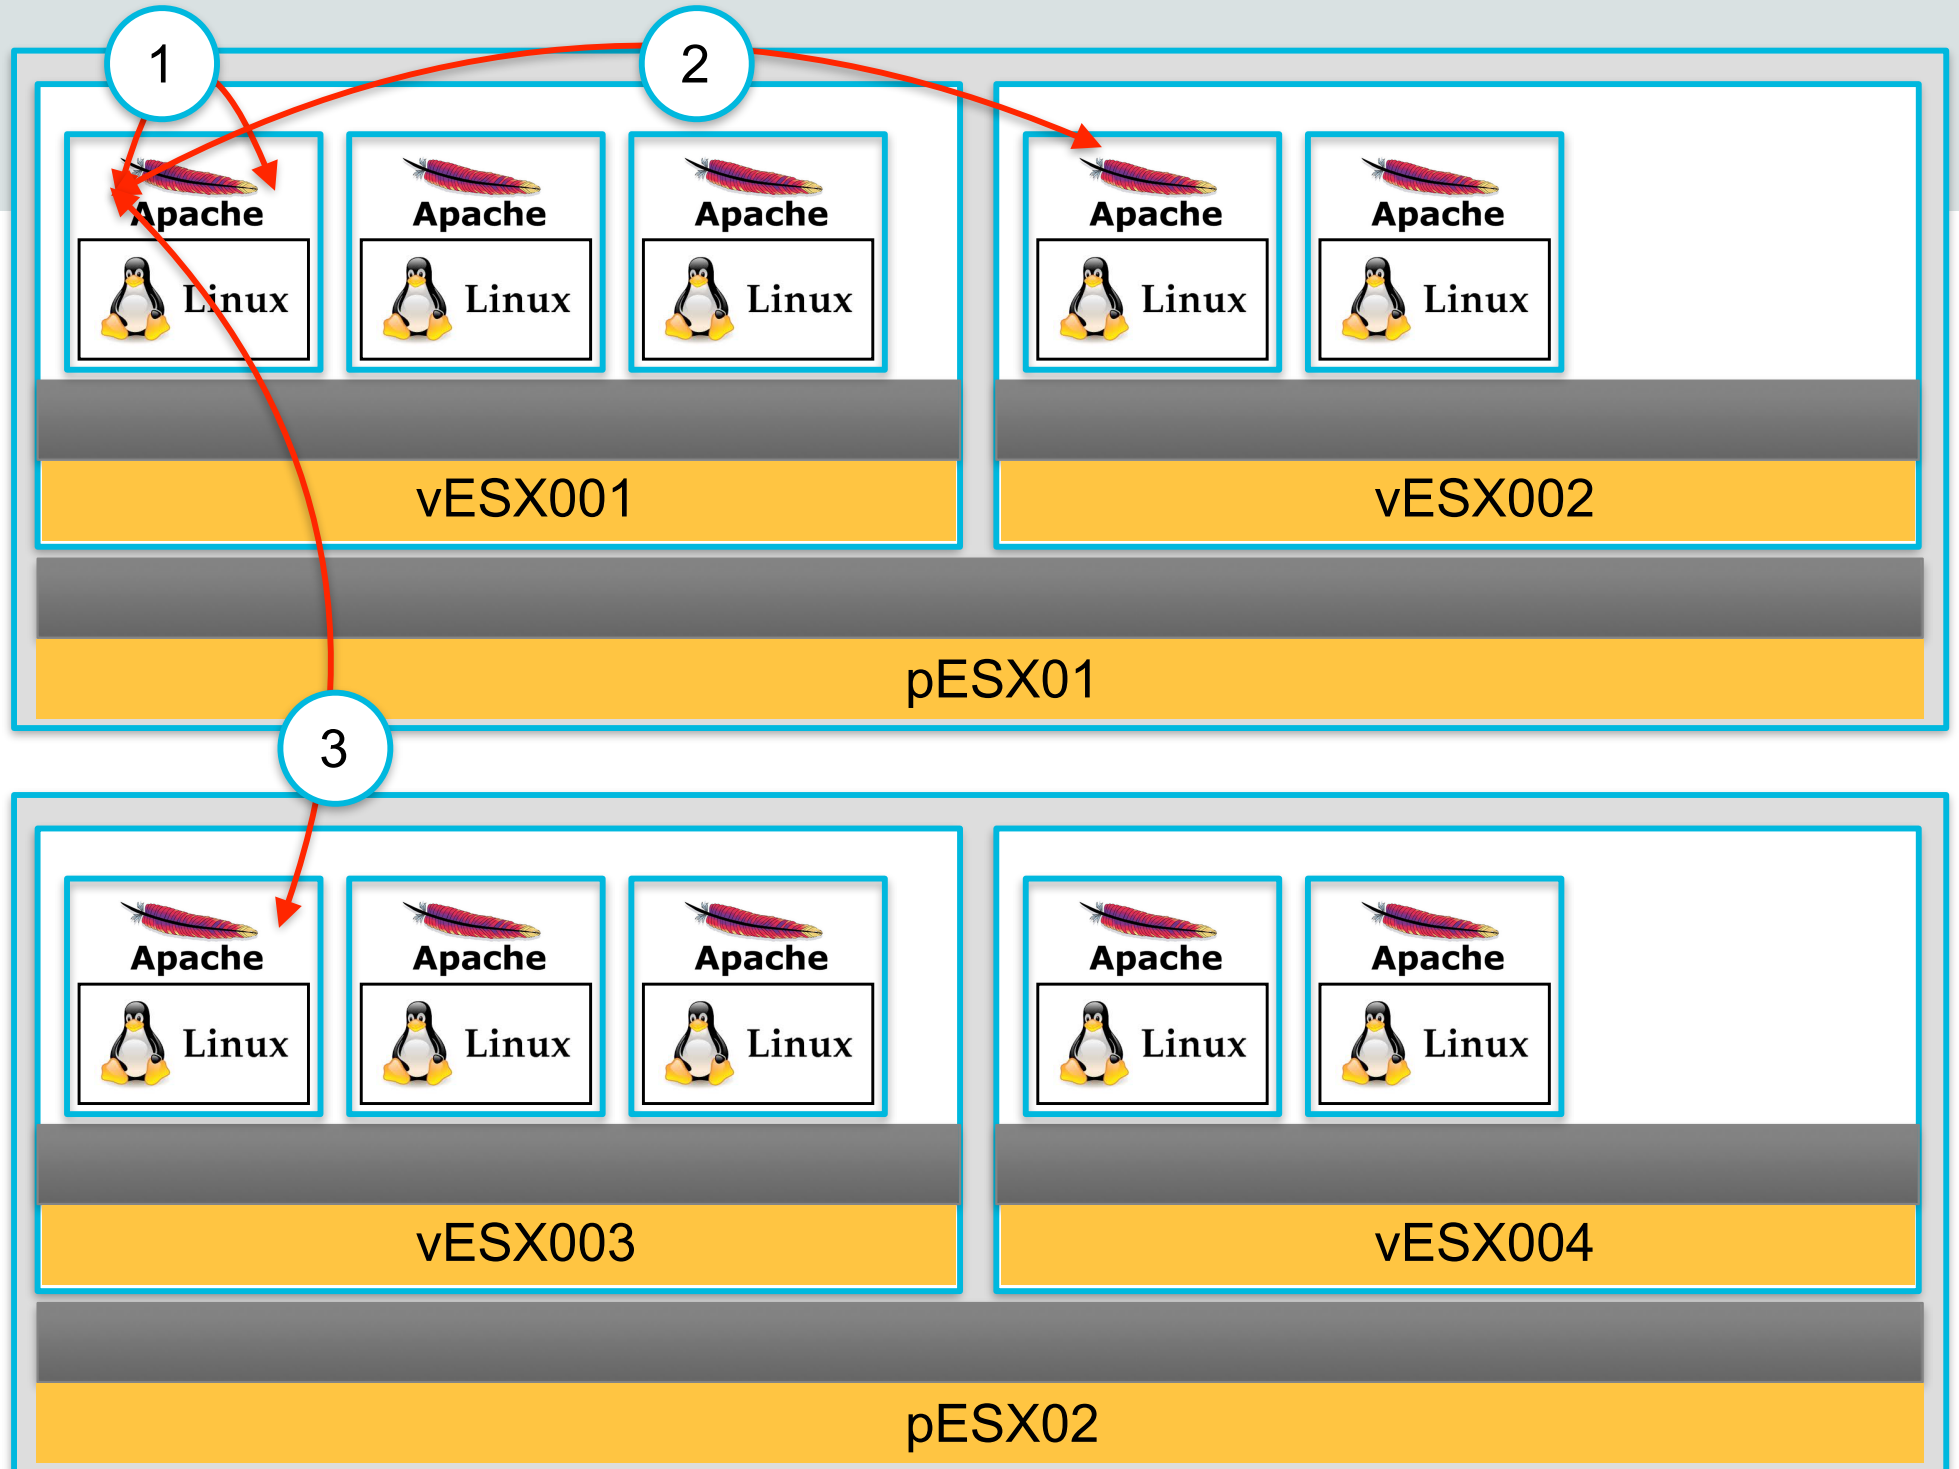 1
2
Apache
Linux
Apache
Linux
Apache
Linux
Apache
Linux
Apache
Linux
vESX001
vESX002
pESX01
3
Apache
Linux
Apache
Linux
Apache
Linux
Apache
Linux
Apache
Linux
vESX003
vESX004
pESX02